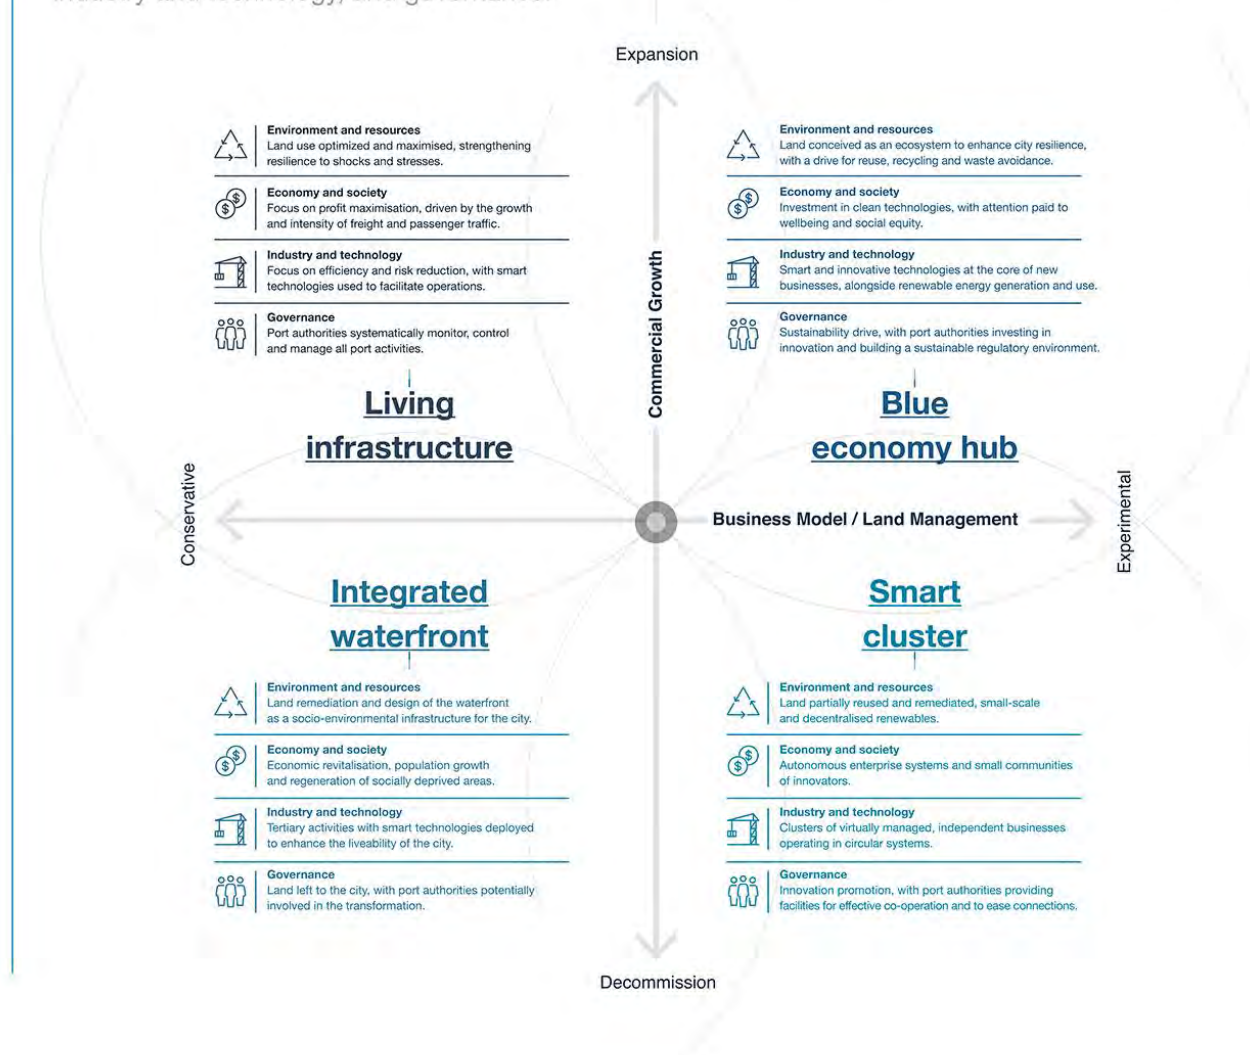 Expansion
Environment and resources
Land use optimized and maximised, strengthening
resilience to shocks and stresses.
Economy and society
Focus on profit maximisation, driven by the growth
and intensity of freight and passenger traffic.
Industry and technology
Focus on efficiency and risk reduction, with smart
technologies used to facilitate operations.
Governance
Port authorities systematically monitor, control
and manage all port activities.
Living
infrastructure
Environment and resources
Land conceived as an ecosystem to enhance city resilience,
with a drive for reuse, recycling and waste avoidance.
Economy and society
Investment in clean technologies, with attention paid to
wellbeing and social equity.
Industry and technology
Smart and innovative technologies at the core of new
businesses, alongside renewable energy generation and use.
Governance
Sustainability drive, with port authorities investing in
innovation and building a sustainable regulatory environment.
Blue
economy hub
Commercial Growth
Conservative
Business Model / Land Management
Experimental
Integrated
waterfront
Environment and resources
Land remediation and design of the waterfront
as a socio-environmental infrastructure for the city.
Economy and society
Economic revitalisation, population growth
and regeneration of socially deprived areas.
Industry and technology
Tertiary activities with smart technologies deployed
to enhance the liveability of the city.
Governance
Land left to the city, with port authorities potentially
involved in the transformation.
Smart
cluster
Environment and resources
Land partially reused and remediated, small-scale
and decentralised renewables.
Economy and society
Autonomous enterprise systems and small communities
of innovators.
Industry and technology
Clusters of virtually managed, independent businesses
operating in circular systems.
Governance
Innovation promotion, with port authorities providing
facilities for effective co-operation and to ease connections.
Decommission